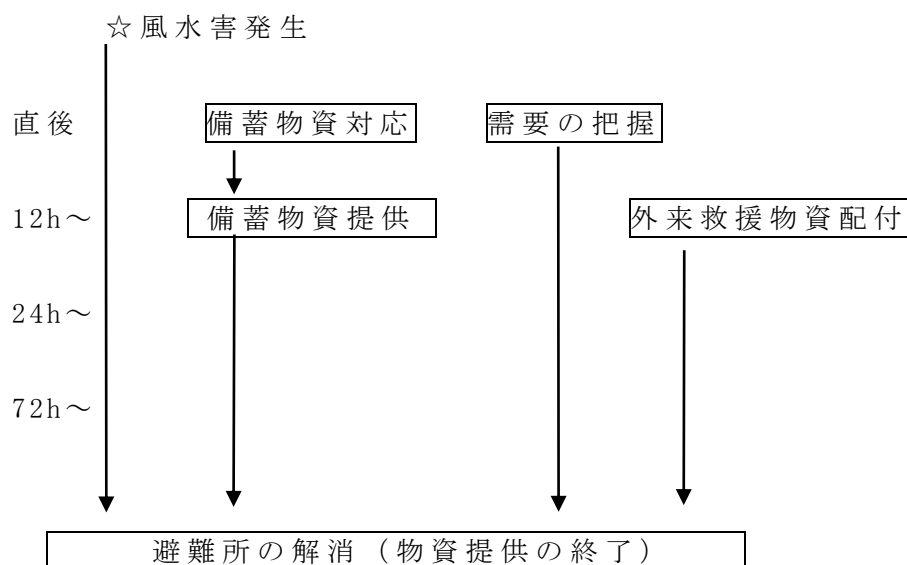 ☆風水害発生
直後 備蓄物資対応 需要の把握
12h～ 備蓄物資提供 外来救援物資配付
24h～
72h～
避難所の解消（物資提供の終了）